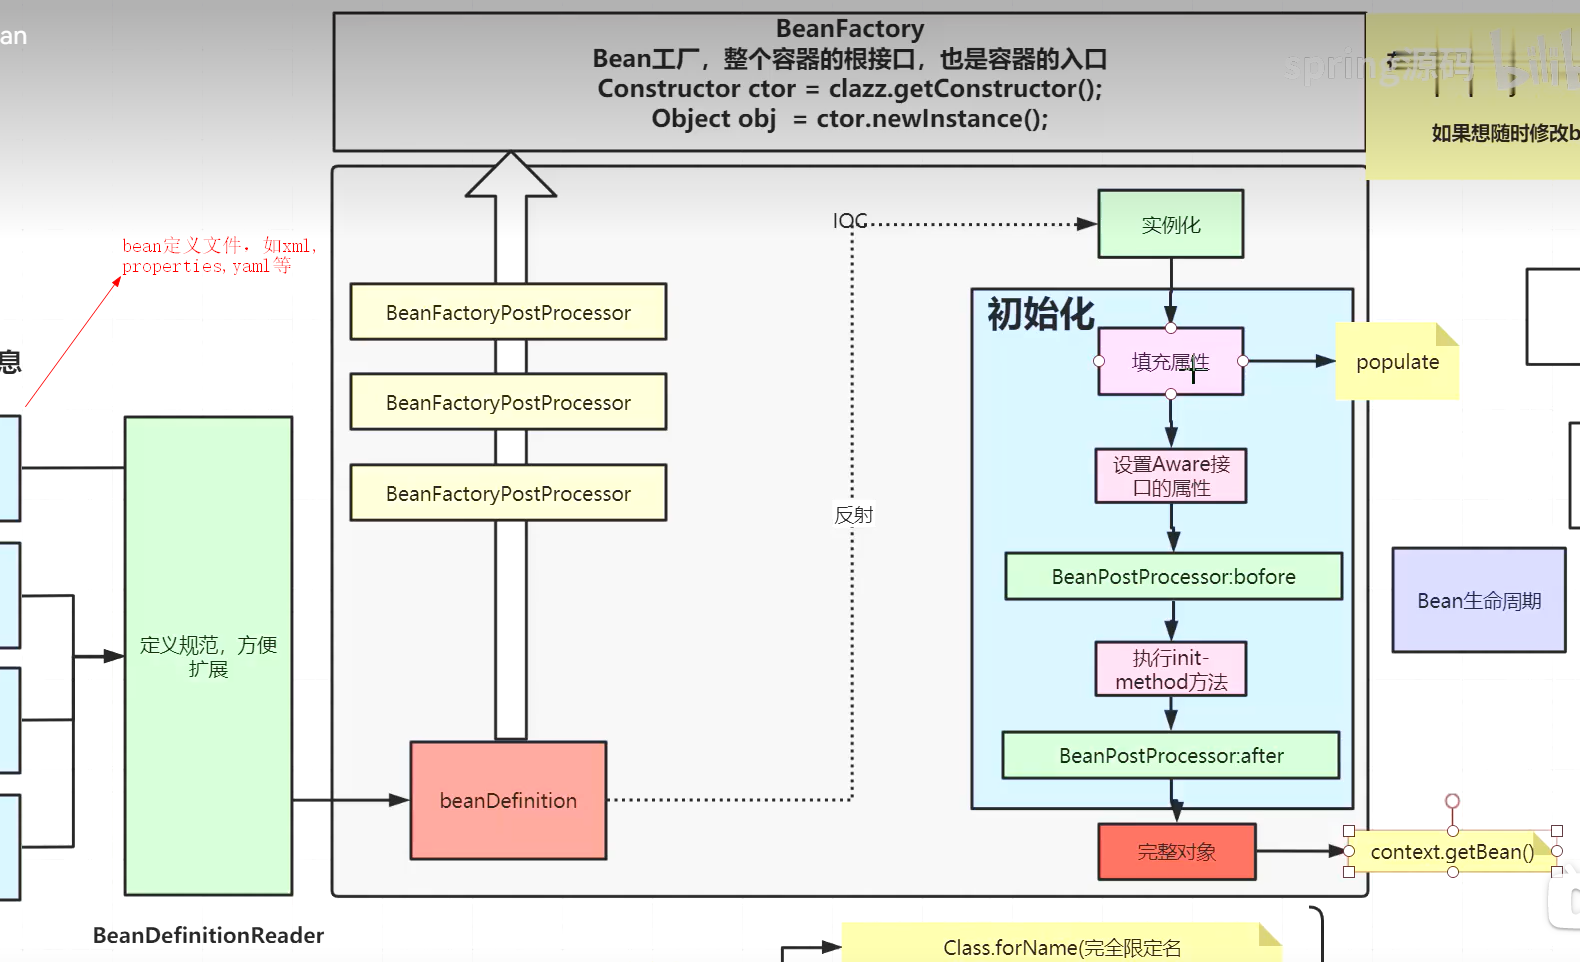 an
BeanFactory
Bean工厂，整个容器的根接口，也是容器的入口
Constructor ctor = clazz.getConstructor();
Object obj  = ctor.newInstance();
spring源码
如果想随时修改b
bean定义文件，如xml,
properties,yaml等
息
IOC
实例化
初始化
BeanFactoryPostProcessor
填充属性
populate
BeanFactoryPostProcessor
设置Aware接
口的属性
BeanFactoryPostProcessor
反射
BeanPostProcessor:bofore
Bean生命周期
定义规范，方便
扩展
执行init-
method方法
BeanPostProcessor:after
beanDefinition
完整对象
context.getBean()
BeanDefinitionReader
Class.forName(完全限定名